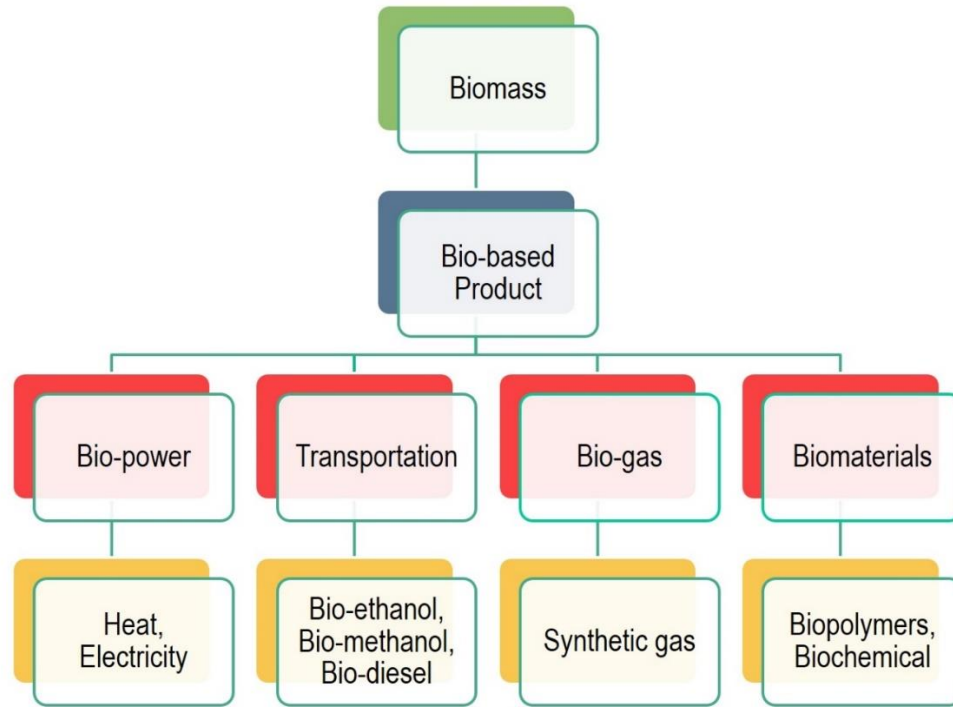 Biomass
Bio-based
Product
Bio-power
Transportation
Bio-gas
Biomaterials
Heat,
Electricity
Bio-ethanol,
Bio-methanol,
Bio-diesel
Synthetic gas
Biopolymers,
Biochemical